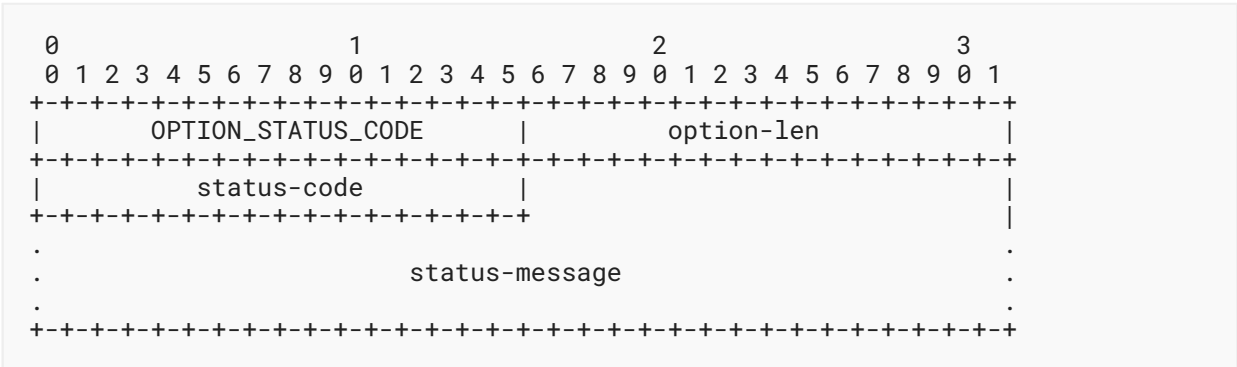 0                   1                   2                   3
 0 1 2 3 4 5 6 7 8 9 0 1 2 3 4 5 6 7 8 9 0 1 2 3 4 5 6 7 8 9 0 1
+-+-+-+-+-+-+-+-+-+-+-+-+-+-+-+-+-+-+-+-+-+-+-+-+-+-+-+-+-+-+-+-+
|       OPTION_STATUS_CODE      |         option-len            |
+-+-+-+-+-+-+-+-+-+-+-+-+-+-+-+-+-+-+-+-+-+-+-+-+-+-+-+-+-+-+-+-+
|          status-code          |                               |
+-+-+-+-+-+-+-+-+-+-+-+-+-+-+-+-+                               |
.                                                               .
.                        status-message                         .
.                                                               .
+-+-+-+-+-+-+-+-+-+-+-+-+-+-+-+-+-+-+-+-+-+-+-+-+-+-+-+-+-+-+-+-+